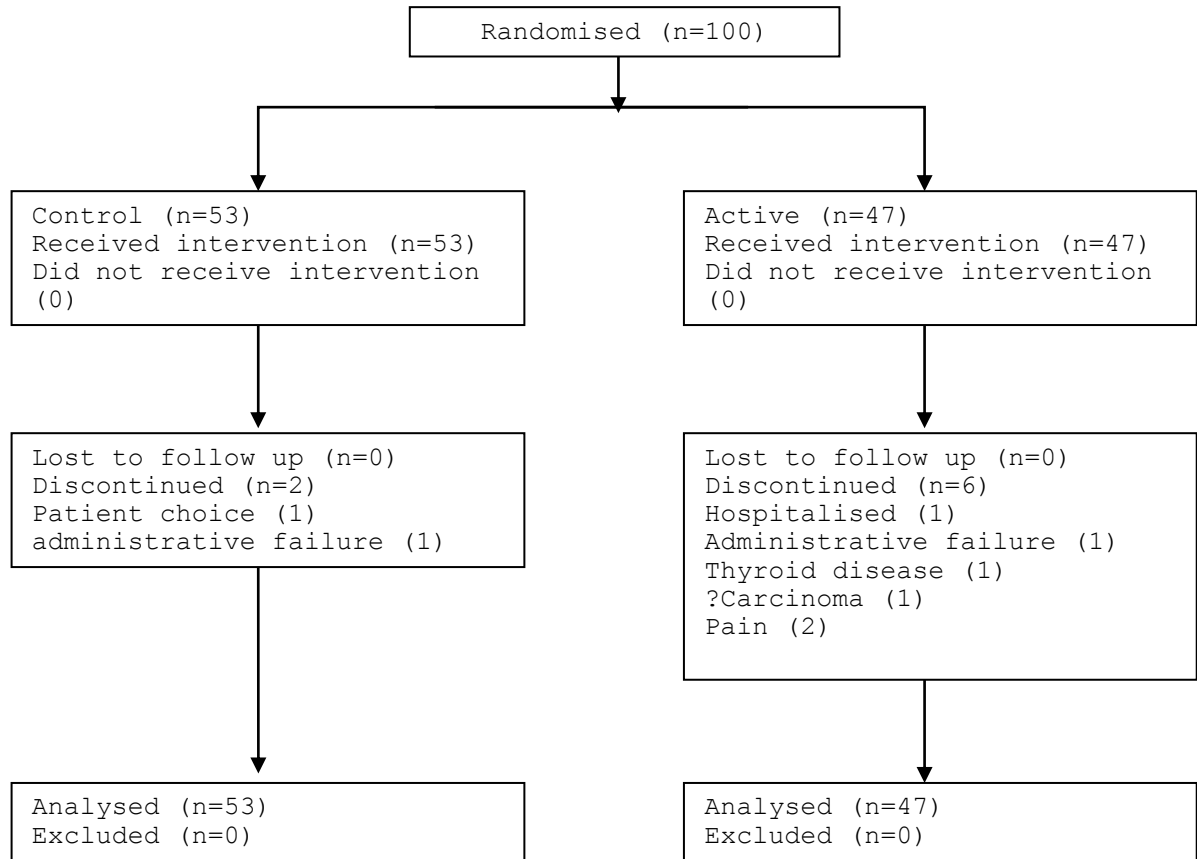 Randomised (n=100)
Control (n=53)
Received intervention (n=53)
Did not receive intervention
(0)
Active (n=47)
Received intervention (n=47)
Did not receive intervention
(0)
Lost to follow up (n=0)
Discontinued (n=2)
Patient choice (1)
administrative failure (1)
Lost to follow up (n=0)
Discontinued (n=6)
Hospitalised (1)
Administrative failure (1)
Thyroid disease (1)
?Carcinoma (1)
Pain (2)
Analysed (n=53)
Excluded (n=0)
Analysed (n=47)
Excluded (n=0)